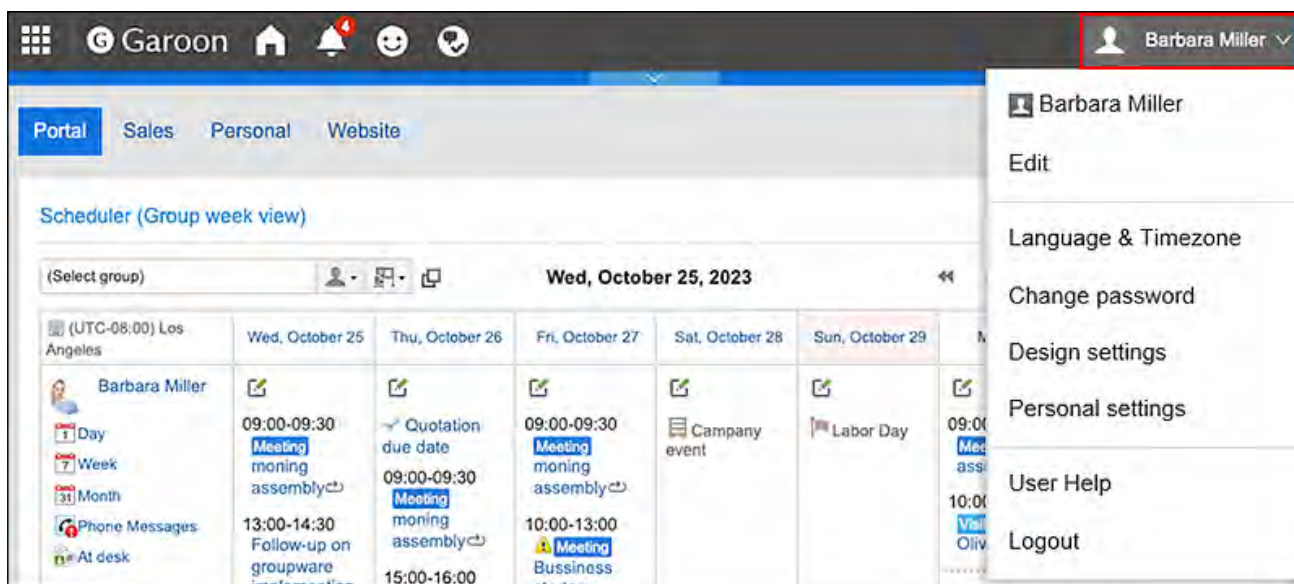 Garoon
4
Barbara Miller
Barbara Miller
Edit
Language & Timezone
Change password
Design settings
Personal settings
User Help
Logout
Portal
Sales
Personal
Website
Scheduler (Group week view)
(Select group)
Wed, October 25, 2023
(UTC-08:00) Los
Angeles
Wed, October 25
Thu, October 26
Fri, October 27
Sat, October 28
Sun, October 29
Barbara Miller
1 Day
7 Week
31 Month
Phone Messages
At desk
09:00-09:30
Meeting
moning
assembly
13:00-14:30
Follow-up on
groupware
Quotation
due date
09:00-09:30
Meeting
moning
assembly
15:00-16:00
09:00-09:30
Meeting
moning
assembly
10:00-13:00
Meeting
Bussiness
Campany
event
Labor Day